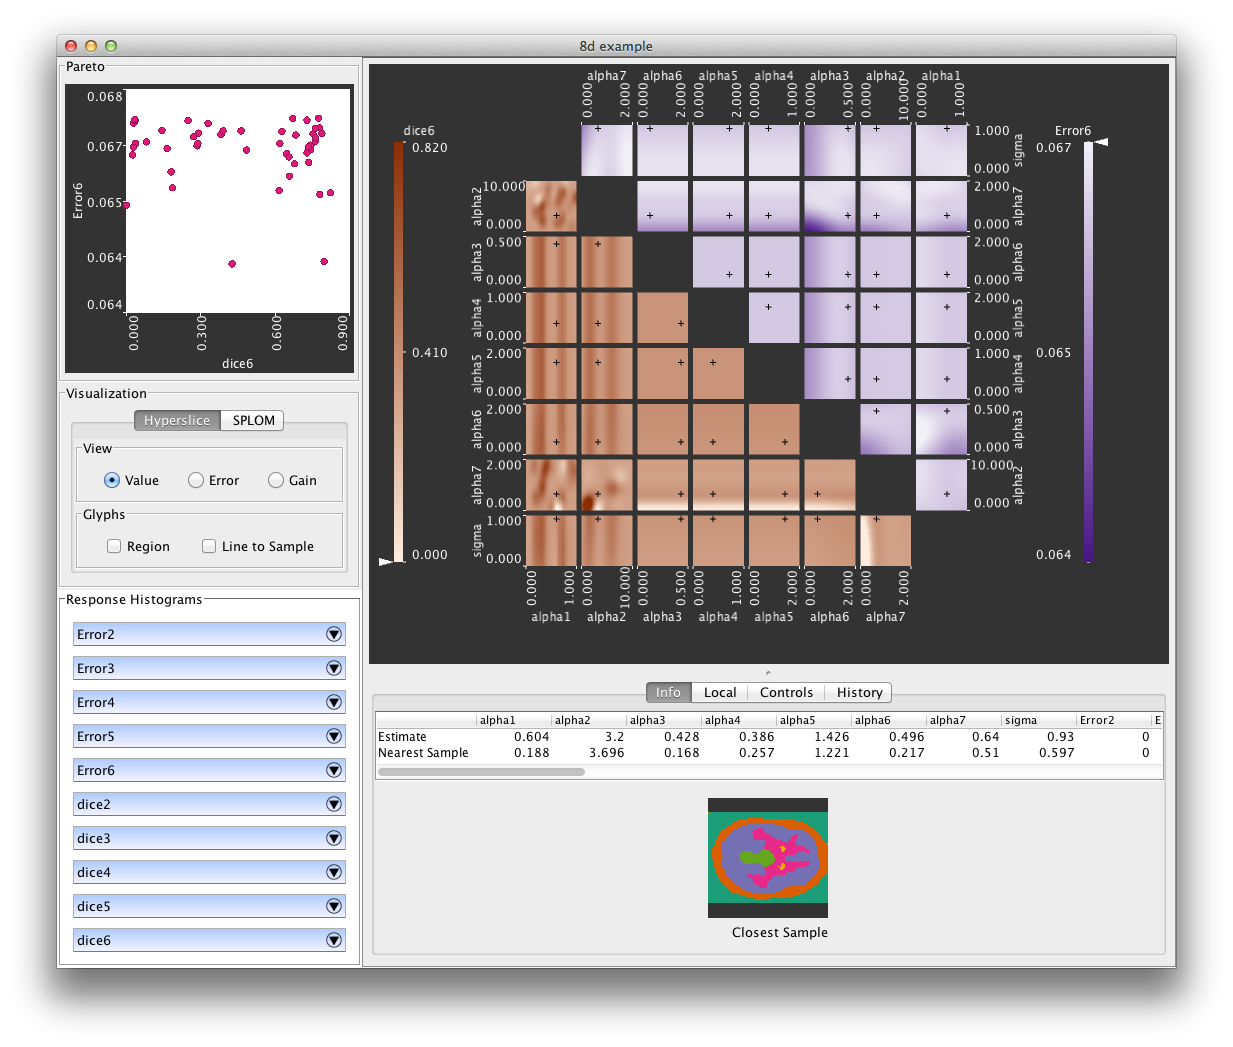 8d example
Pareto
0.068
0.067
0.065
0.064
0.064
Error6
0.000
0.300
0.600
0.900
dice6
Visualization
Hyperslice SPLOM
View
Value Error Gain
Glyphs
Region Line to Sample
Response Histograms
Error2
Error3
Error4
Error5
Error6
dice2
dice3
dice4
dice5
dice6
alpha7 alpha6 alpha5 alpha4 alpha3 alpha2 alpha1
0.000 2.000 0.000 2.000 0.000 2.000 0.000 1.000 0.000 0.500 0.000 10.000 0.000 1.000
dice6
0.820
0.410
0.000
Error6
0.067
0.065
0.064
1.000
0.000
sigma
alpha2
10.000
0.000
2.000
0.000
alpha7
alpha3
0.500
0.000
2.000
0.000
alpha6
alpha4
1.000
0.000
2.000
0.000
alpha5
alpha5
2.000
0.000
1.000
0.000
alpha4
alpha6
2.000
0.000
0.500
0.000
alpha3
alpha7
2.000
0.000
10.000
0.000
alpha2
sigma
1.000
0.000
0.000 1.000 0.000 10.000 0.000 0.500 0.000 1.000 0.000 2.000 0.000 2.000 0.000 2.000
alpha1 alpha2 alpha3 alpha4 alpha5 alpha6 alpha7
Info Local Controls History
alpha1 alpha2 alpha3 alpha4 alpha5 alpha6 alpha7 sigma Error2 E
Estimate 0.604 3.2 0.428 0.386 1.426 0.496 0.64 0.93 0
Nearest Sample 0.188 3.696 0.168 0.257 1.221 0.217 0.51 0.597 0
Closest Sample